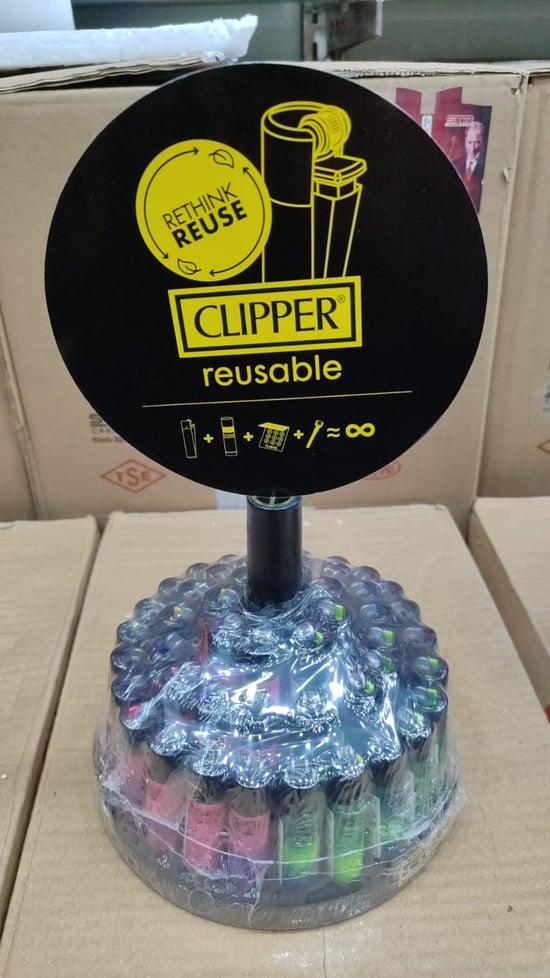 RETHINK
REUSE
CLIPPER®
reusable
+ + + ≈ ∞
TSE